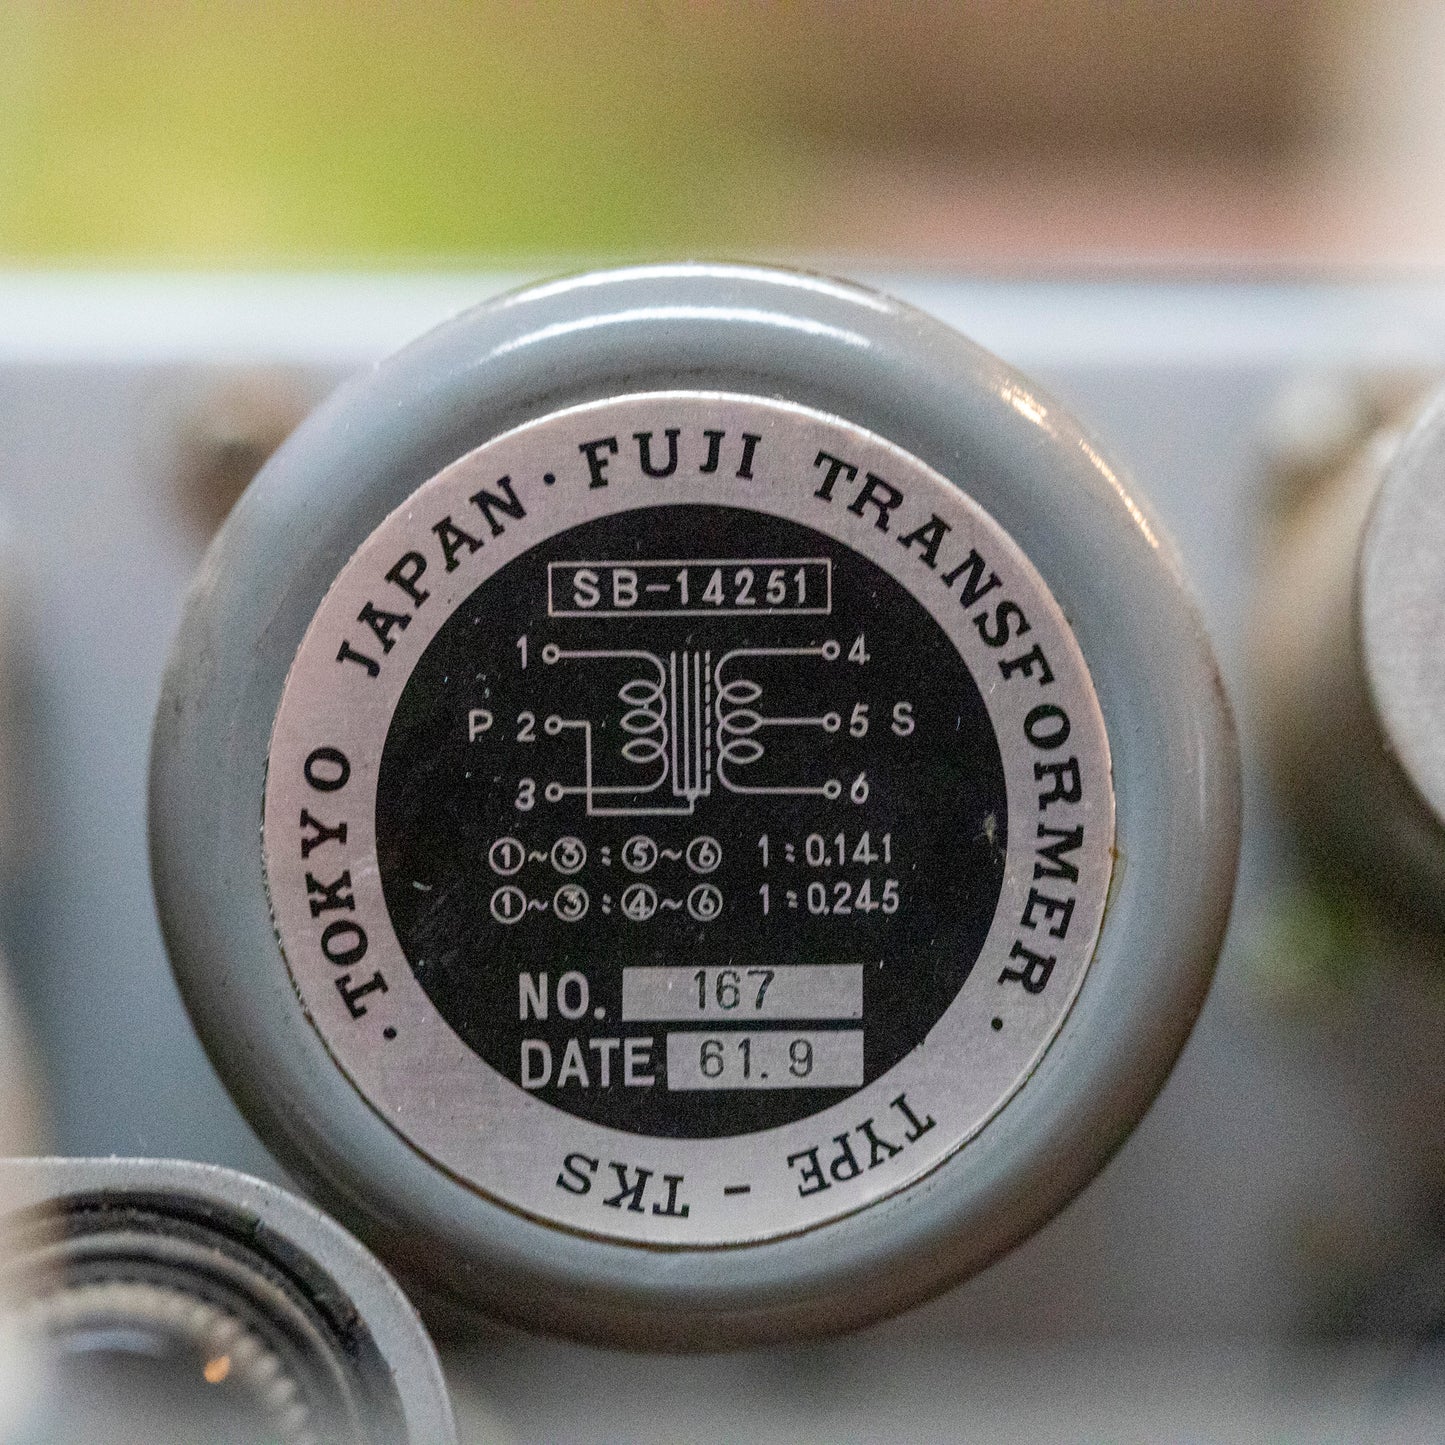 · TOKYO JAPAN · FUJI TRANSFORMER ·
SB-14251
1 4
P 2 5 S
3 6
①~③ : ⑤~⑥ 1 : 0.141
①~③ : ④~⑥ 1 : 0.245
NO. 167
DATE 61.9
TYPE - TKS